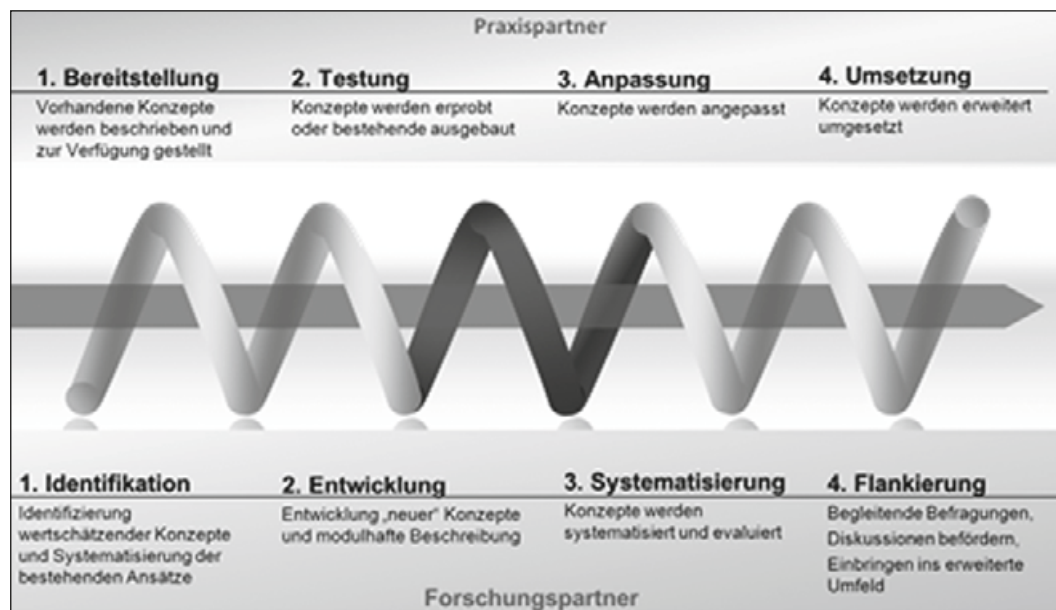 Praxispartner
1. Bereitstellung
Vorhandene Konzepte
werden beschrieben und
zur Verfügung gestellt
2. Testung
Konzepte werden erprobt
oder bestehende ausgebaut
3. Anpassung
Konzepte werden angepasst
4. Umsetzung
Konzepte werden erweitert
umgesetzt
1. Identifikation
Identifizierung
wertschätzender Konzepte
und Systematisierung der
bestehenden Ansätze
2. Entwicklung
Entwicklung „neuer“ Konzepte
und modulhafte Beschreibung
3. Systematisierung
Konzepte werden
systematisiert und evaluiert
4. Flankierung
Begleitende Befragungen,
Diskussionen befördern,
Einbringen ins erweiterte
Umfeld
Forschungspartner